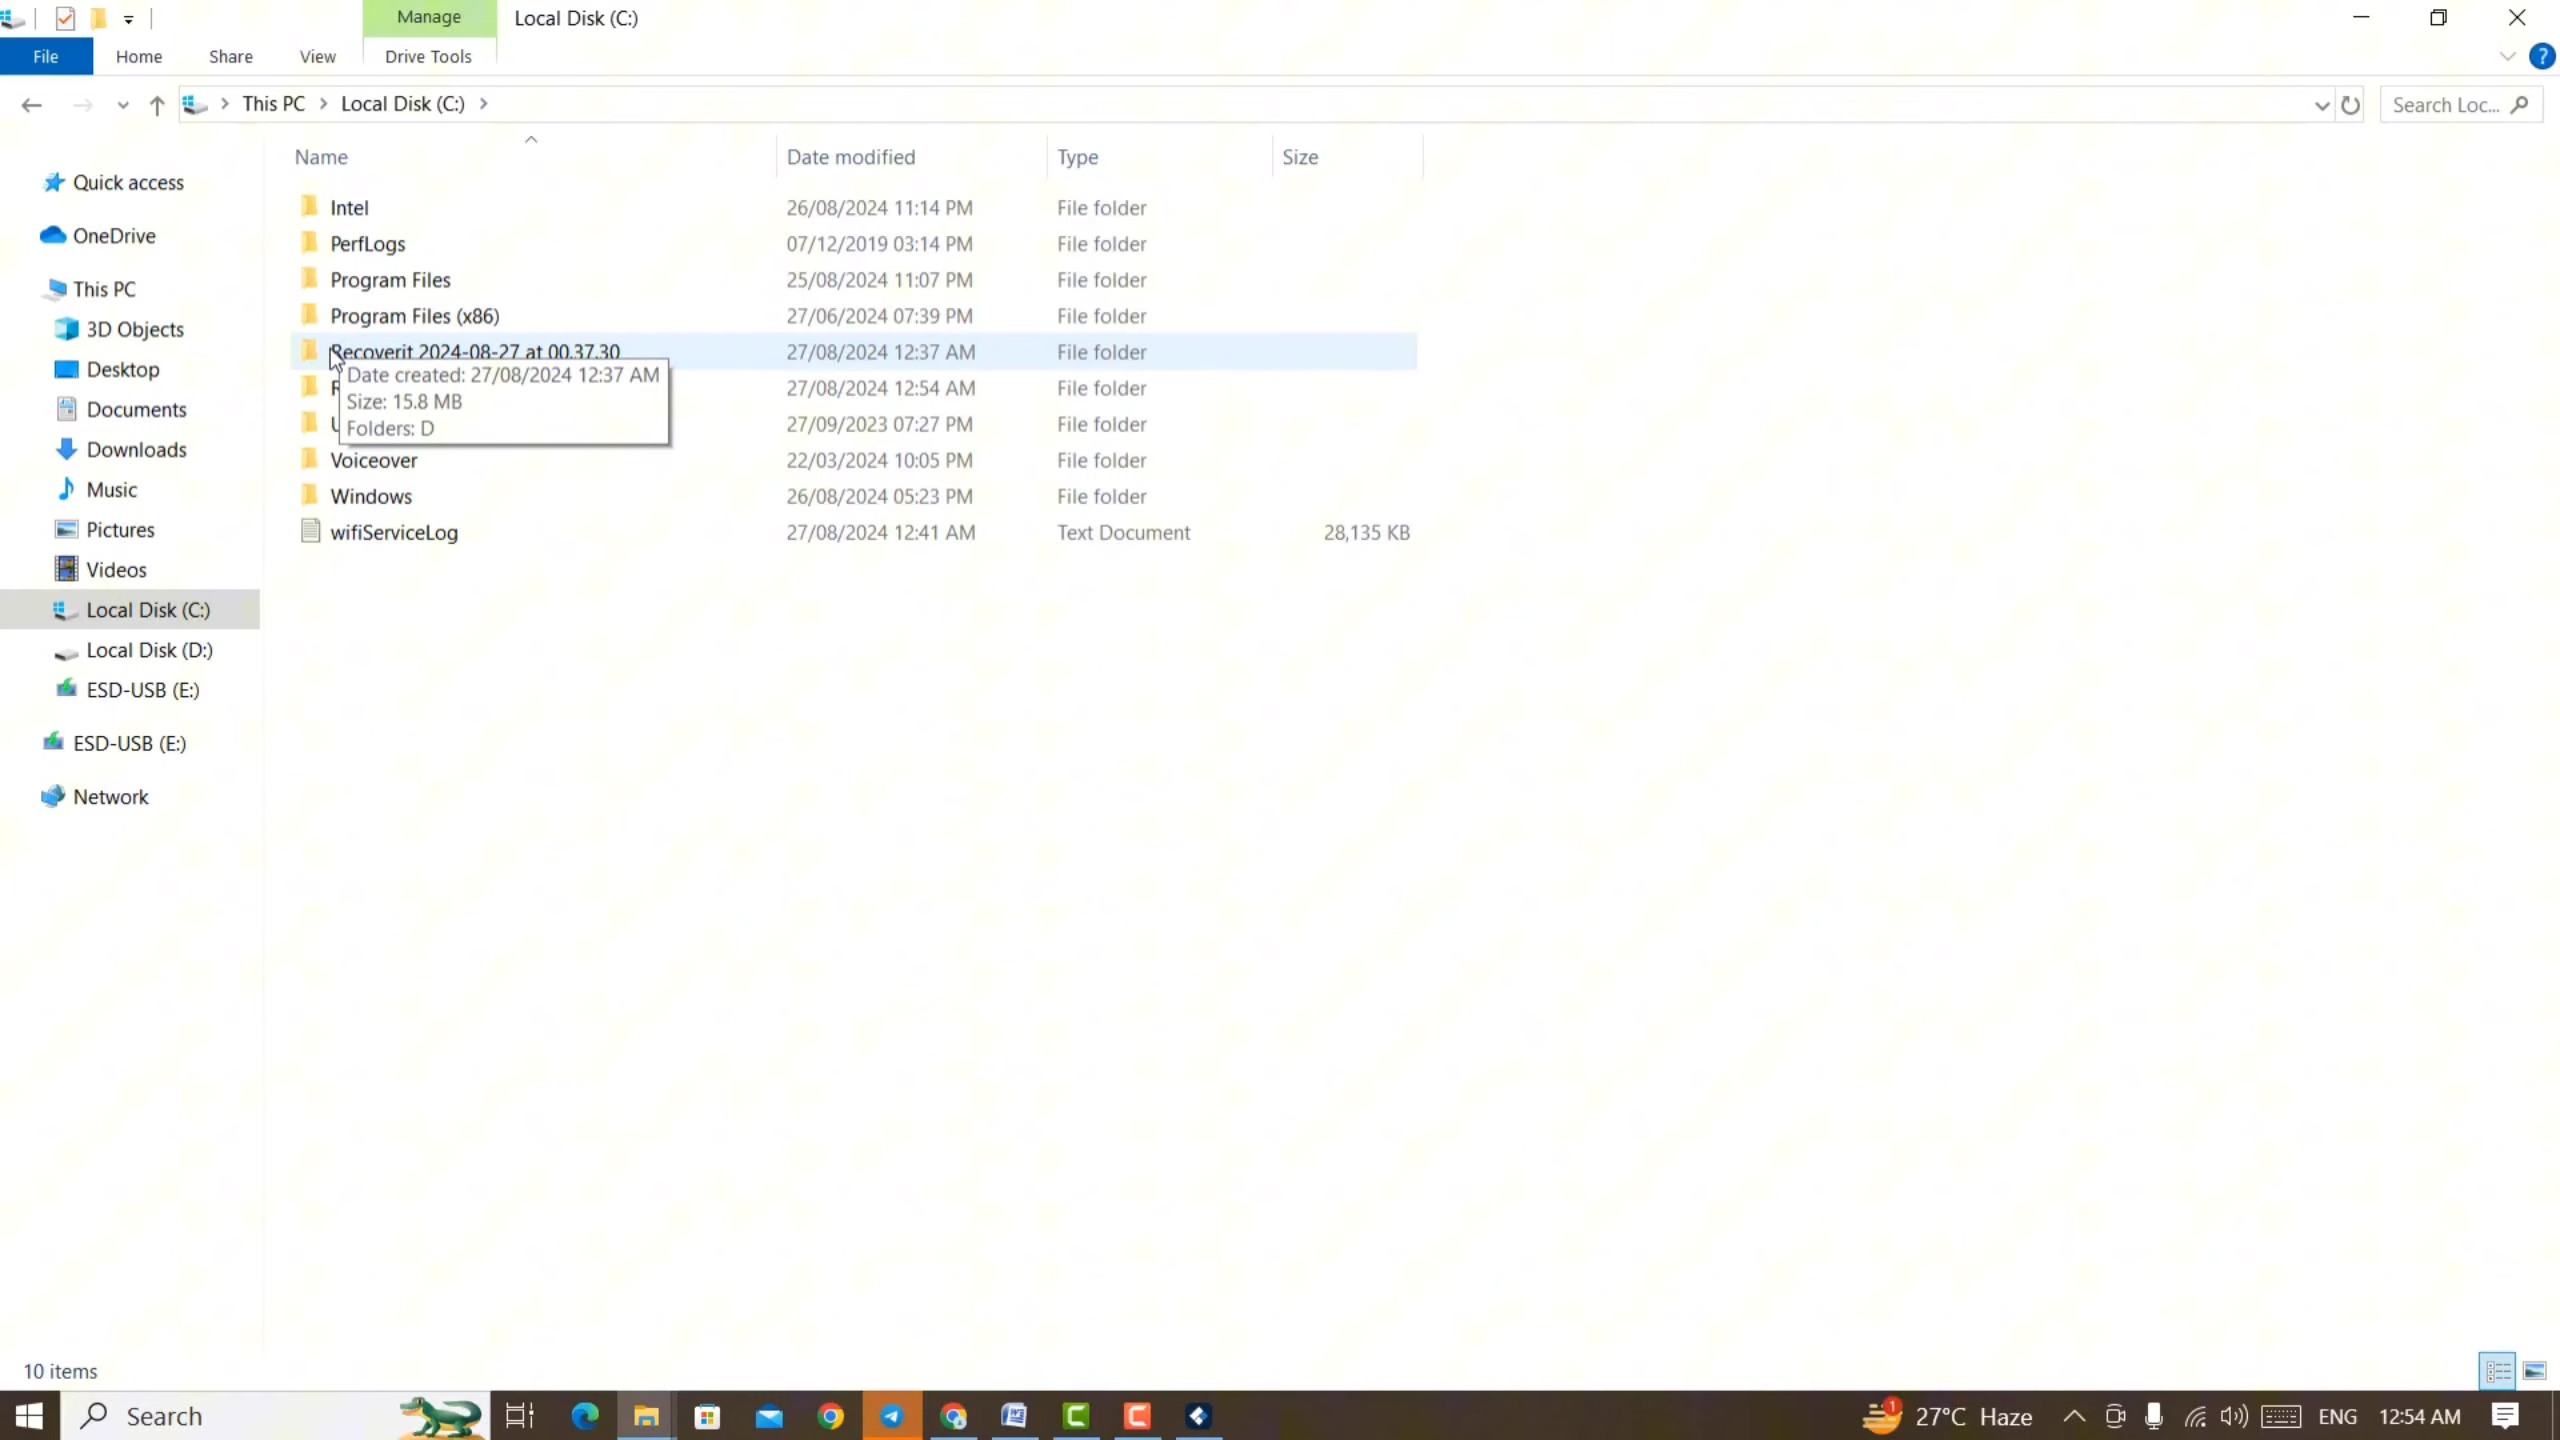 Manage
Local Disk (C:)
File
Home
Share
View
Drive Tools
This PC
Local Disk (C:)
Search Loc...
Name
Date modified
Type
Size
Quick access
OneDrive
This PC
3D Objects
Desktop
Documents
Downloads
Music
Pictures
Videos
Local Disk (C:)
Local Disk (D:)
ESD-USB (E:)
ESD-USB (E:)
Network
Intel 26/08/2024 11:14 PM File folder
PerfLogs 07/12/2019 03:14 PM File folder
Program Files 25/08/2024 11:07 PM File folder
Program Files (x86) 27/06/2024 07:39 PM File folder
Recoverit 2024-08-27 at 00.37.30 27/08/2024 12:37 AM File folder
27/08/2024 12:54 AM File folder
27/09/2023 07:27 PM File folder
Voiceover 22/03/2024 10:05 PM File folder
Windows 26/08/2024 05:23 PM File folder
wifiServiceLog 27/08/2024 12:41 AM Text Document 28,135 KB
Date created: 27/08/2024 12:37 AM
Size: 15.8 MB
Folders: D
10 items
Search
1
27°C Haze
ENG
12:54 AM